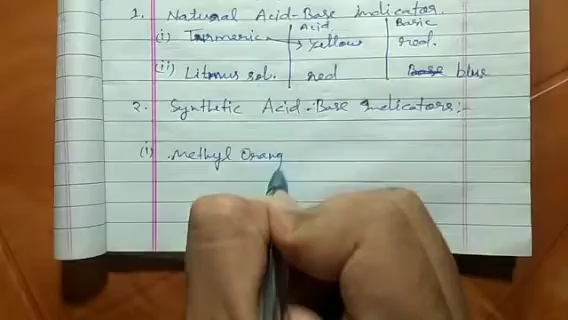 1. Natural Acid-Base indicator.
Acid Basic
(i) Turmeric yellow red.
(ii) Litmus sol. red blue
2. Synthetic Acid-Base Indicators:-
(i) Methyl Orang